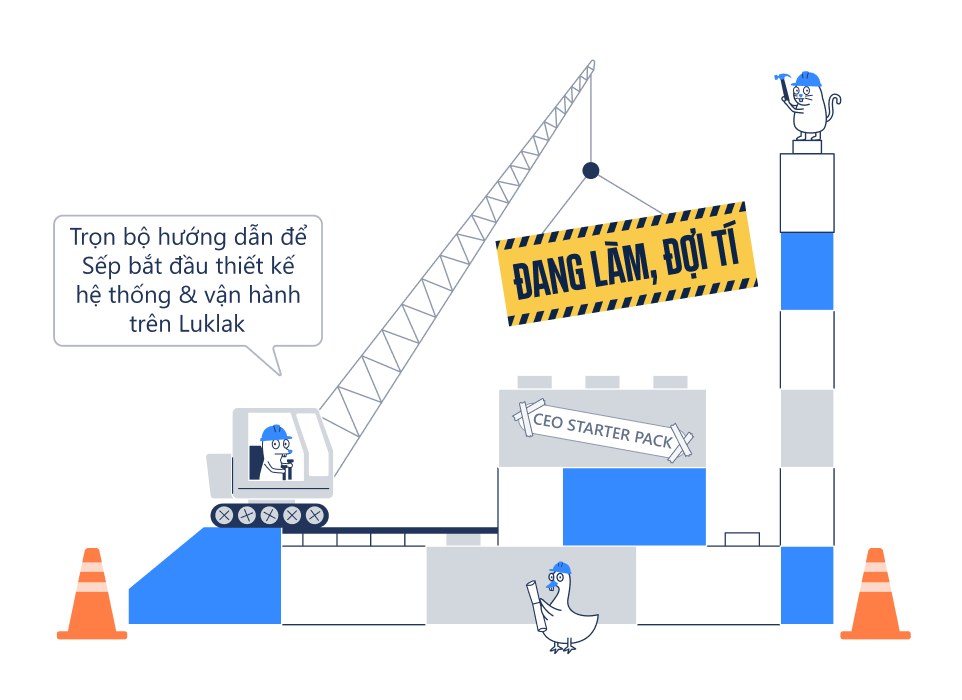 Trọn bộ hướng dẫn để
Sếp bắt đầu thiết kế
hệ thống & vận hành
trên Luklak
ĐANG LÀM, ĐỢI TÍ
CEO STARTER PACK